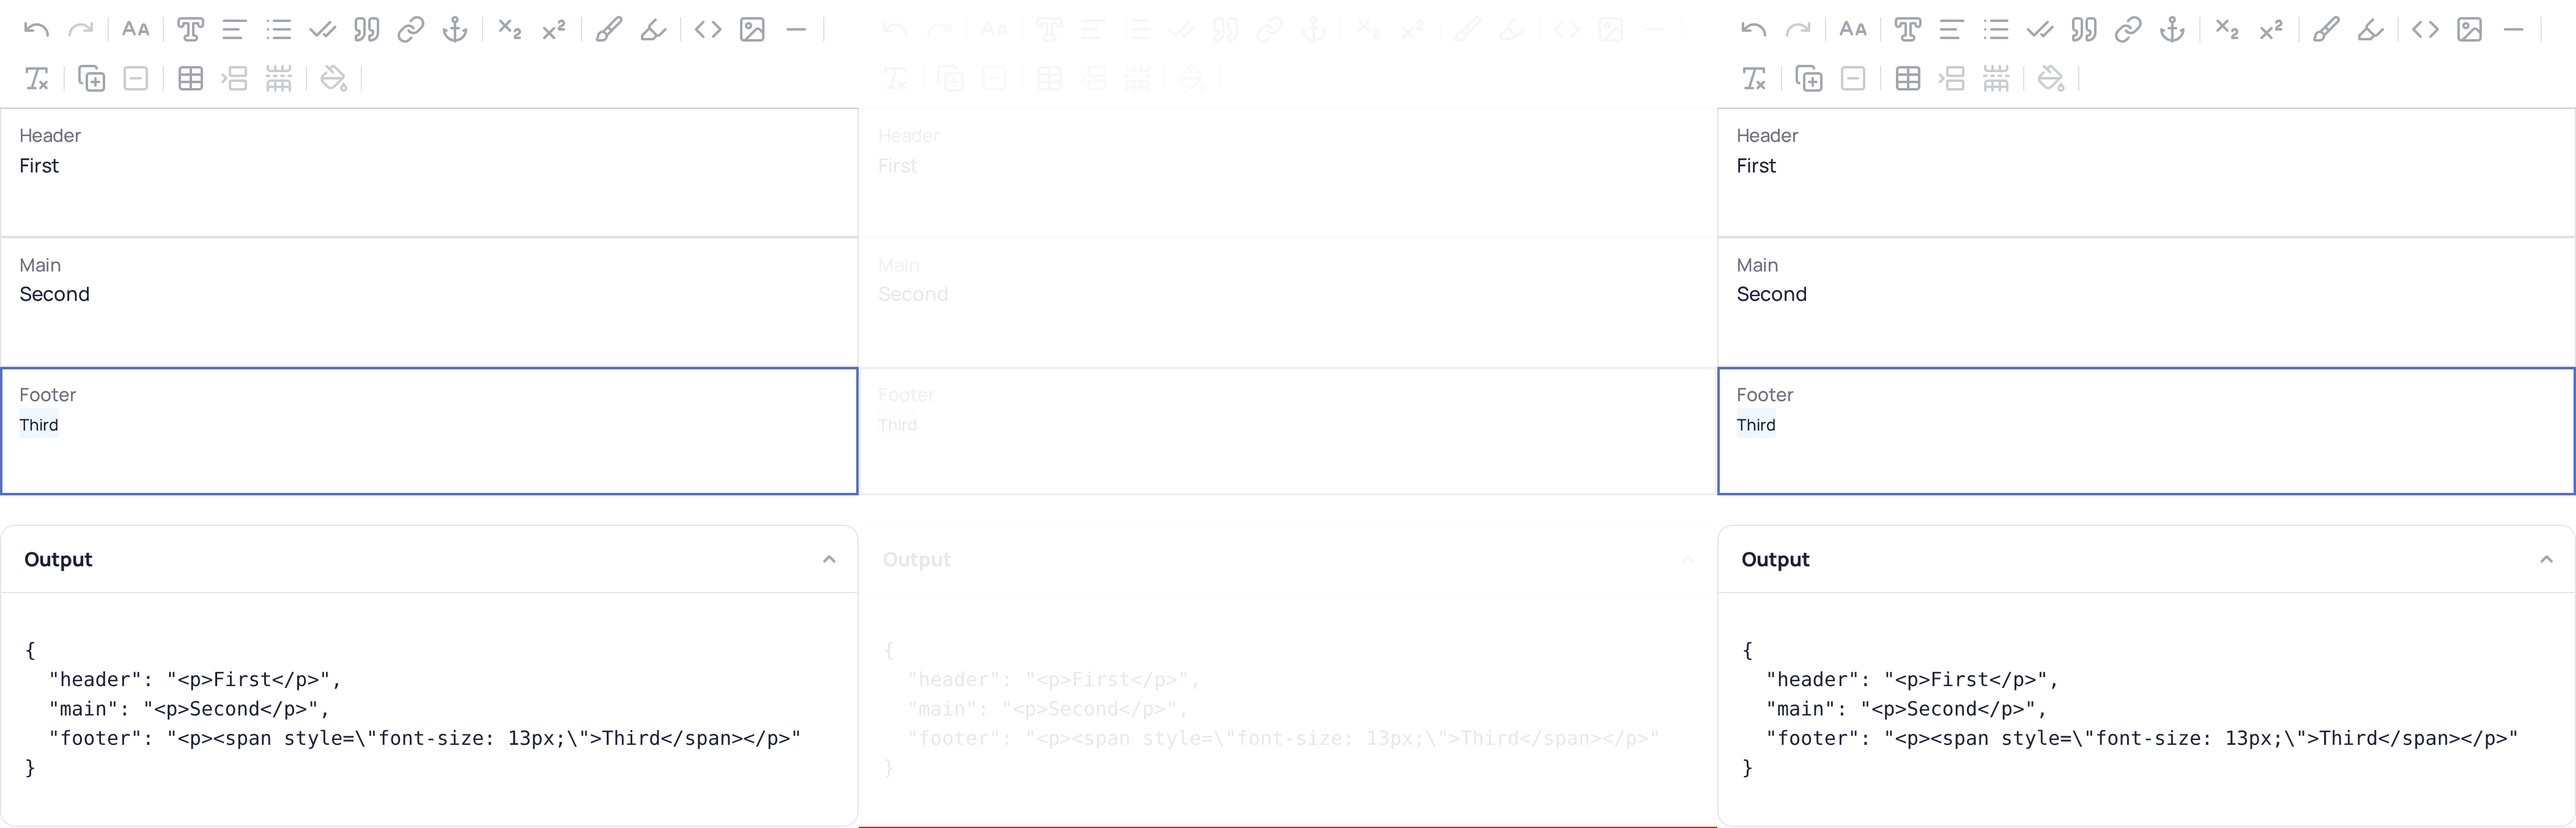 Header
First
Main
Second
Footer
Third
Output
{
"header": "<p>First</p>",
"main": "<p>Second</p>",
"footer": "<p><span style=\"font-size: 13px;\">Third</span></p>"
}
Header
First
Main
Second
Footer
Third
Output
{
"header": "<p>First</p>",
"main": "<p>Second</p>",
"footer": "<p><span style=\"font-size: 13px;\">Third</span></p>"
}
Header
First
Main
Second
Footer
Third
Output
{
"header": "<p>First</p>",
"main": "<p>Second</p>",
"footer": "<p><span style=\"font-size: 13px;\">Third</span></p>"
}